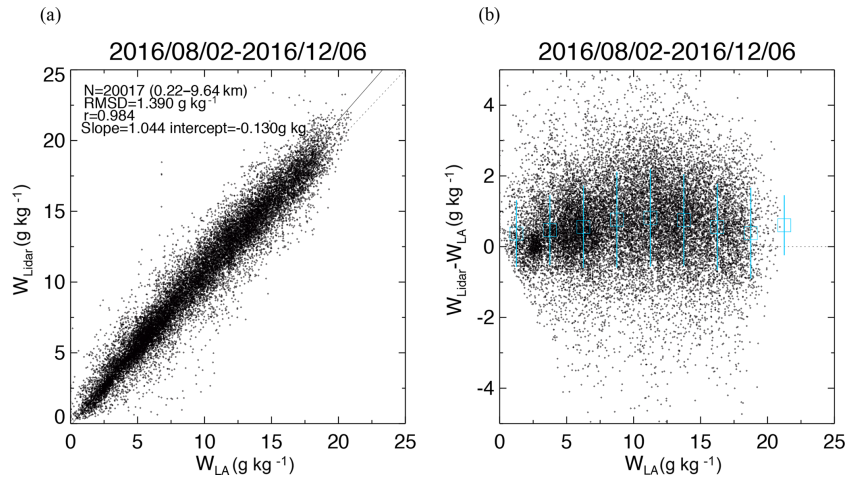 (a)
2016/08/02-2016/12/06
N=20017 (0.22–9.64 km)
RMSD=1.390 g kg⁻¹
r=0.984
Slope=1.044 intercept=-0.130g kg
25
20
15
10
5
0
W_Lidar (g kg⁻¹)
0 5 10 15 20 25
W_LA (g kg⁻¹)
(b)
2016/08/02-2016/12/06
4
2
0
-2
-4
W_Lidar-W_LA (g kg⁻¹)
0 5 10 15 20 25
W_LA (g kg⁻¹)